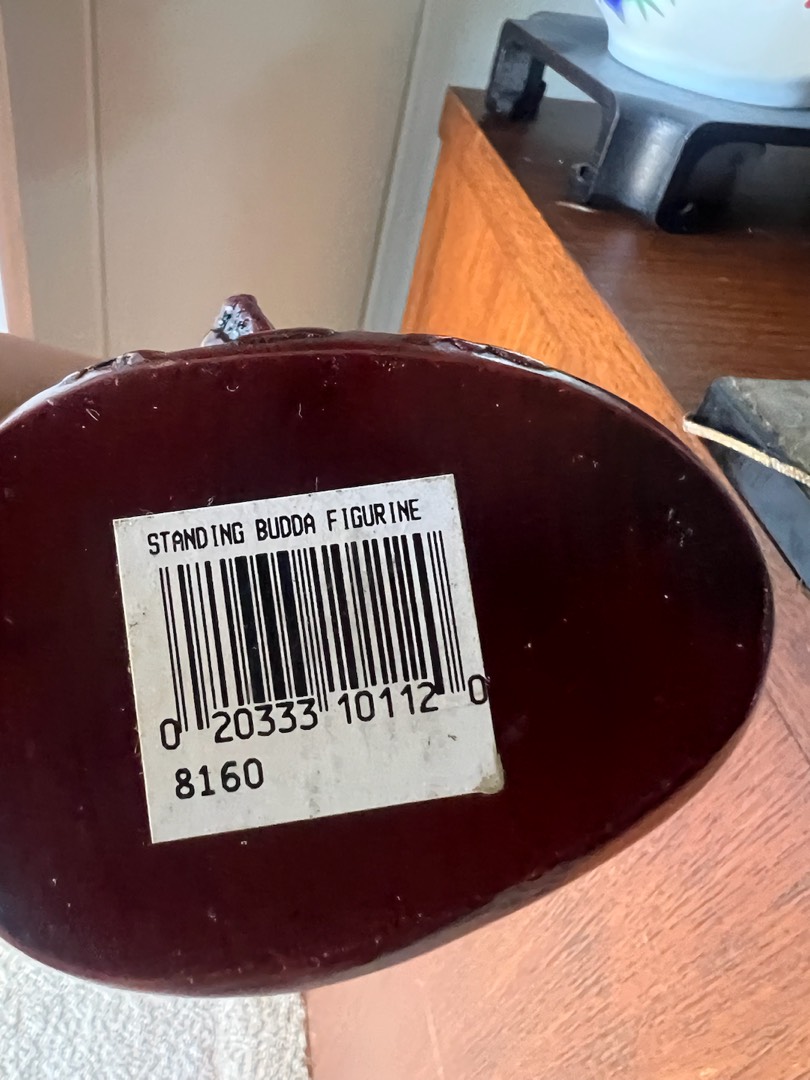 STANDING BUDDA FIGURINE
0 20333 10112 0
8160